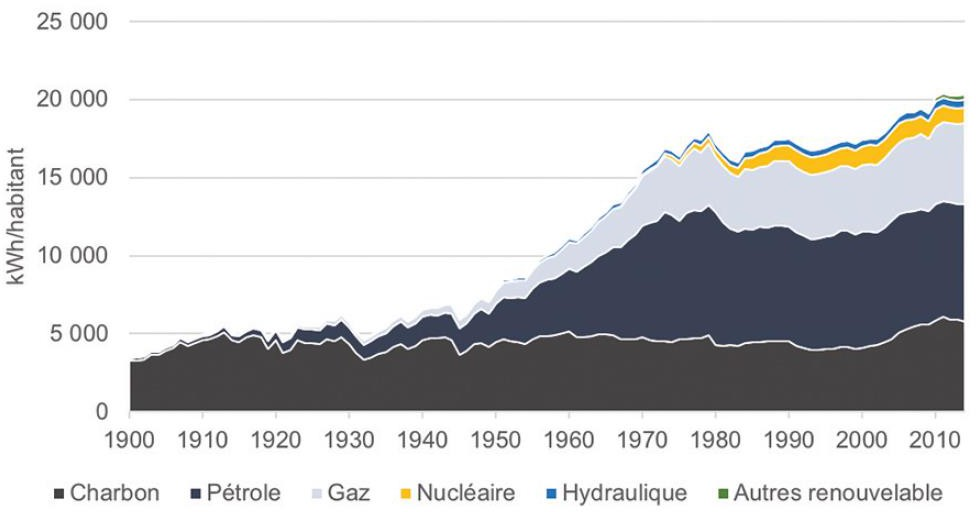 25 000
20 000
15 000
10 000
5 000
0
kWh/habitant
1900 1910 1920 1930 1940 1950 1960 1970 1980 1990 2000 2010
Charbon Pétrole Gaz Nucléaire Hydraulique Autres renouvelable